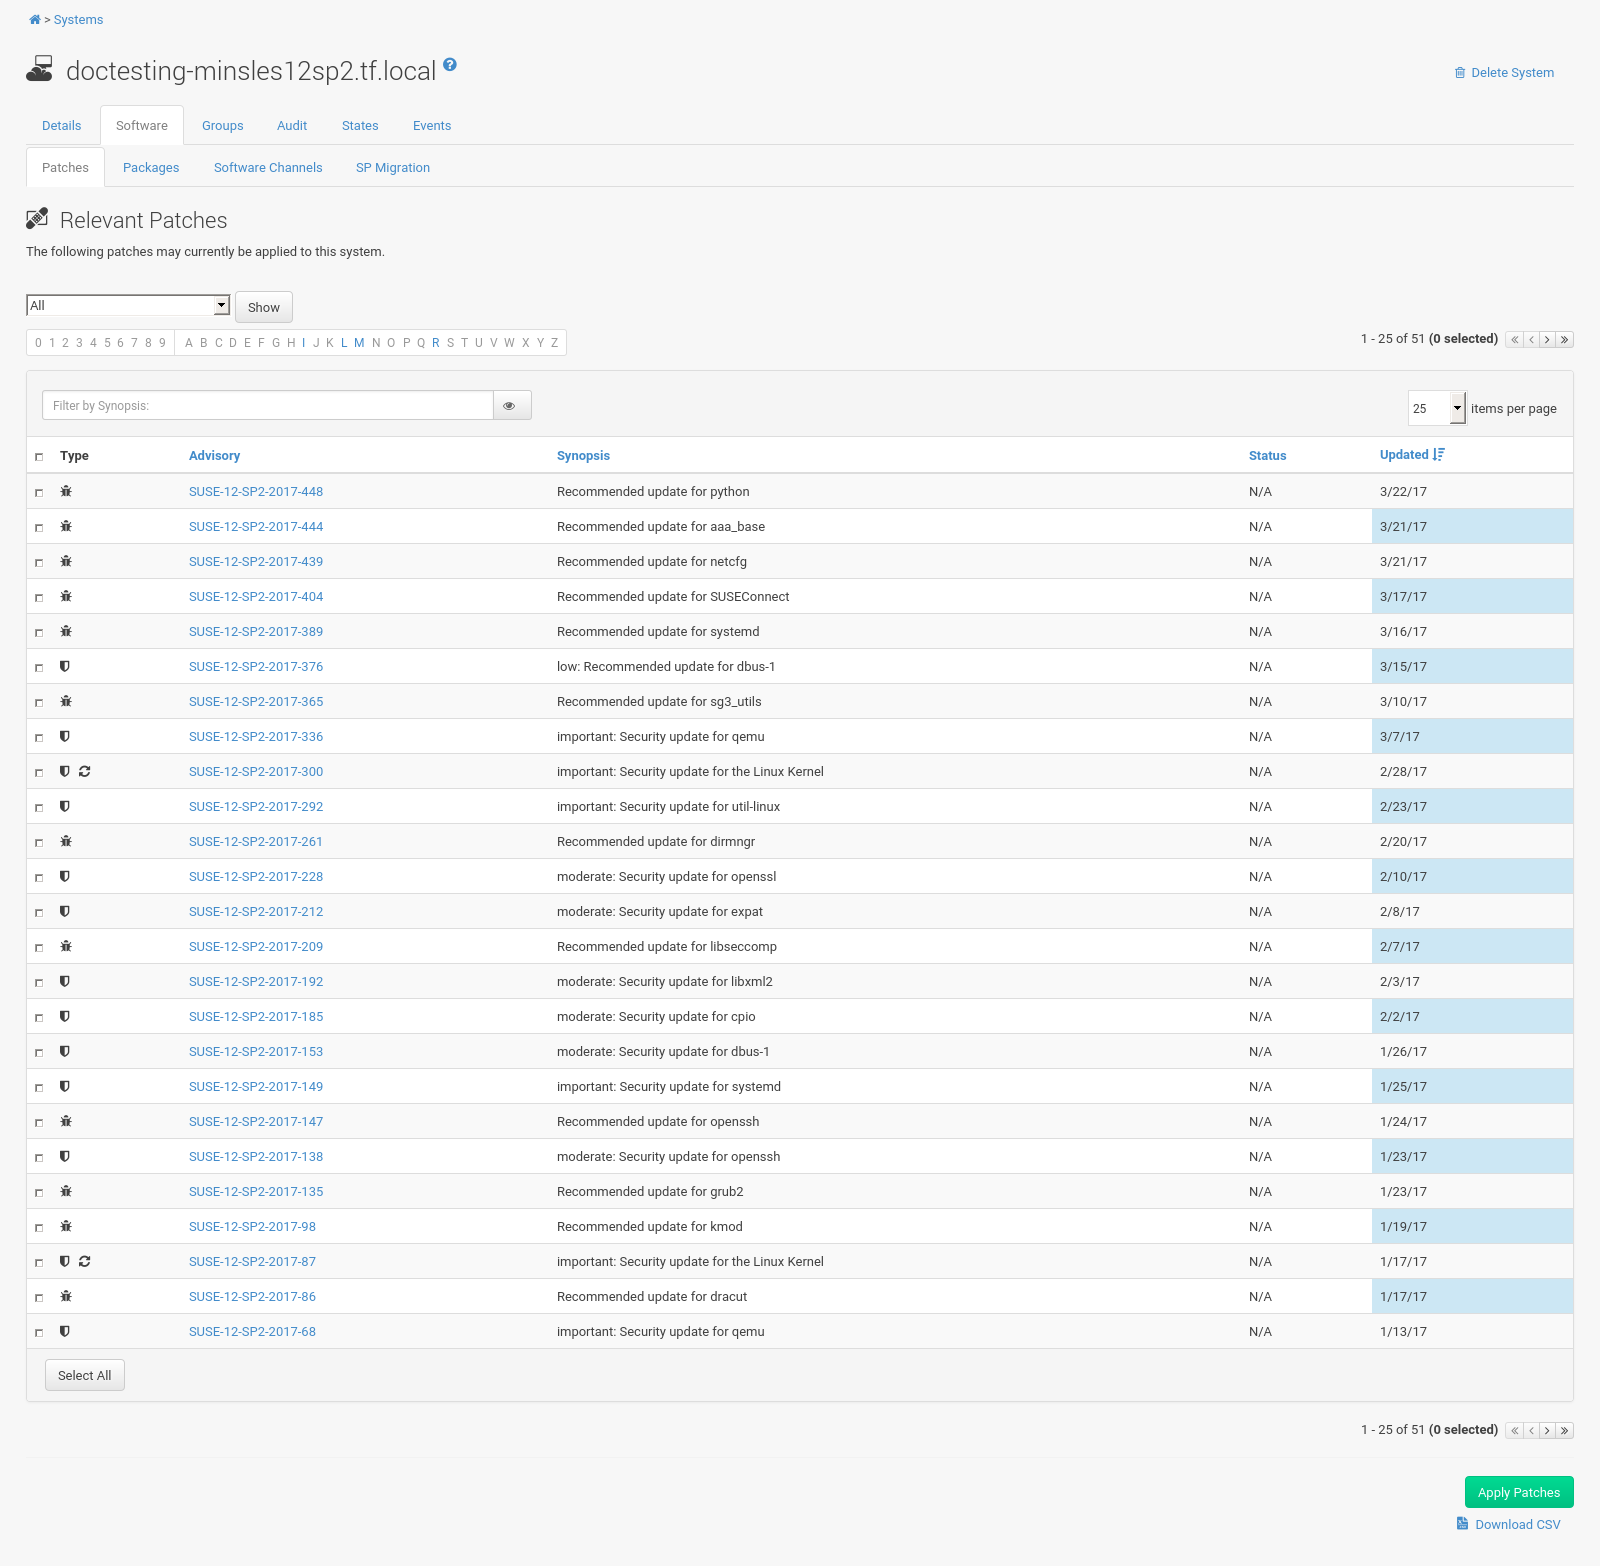 > Systems
doctesting-minsles12sp2.tf.local
Delete System
Details Software Groups Audit States Events
Patches Packages Software Channels SP Migration
Relevant Patches
The following patches may currently be applied to this system.
All Show
0 1 2 3 4 5 6 7 8 9 A B C D E F G H I J K L M N O P Q R S T U V W X Y Z 1 - 25 of 51 (0 selected)
Filter by Synopsis: 25 items per page
Type Advisory Synopsis Status Updated
SUSE-12-SP2-2017-448 Recommended update for python N/A 3/22/17
SUSE-12-SP2-2017-444 Recommended update for aaa_base N/A 3/21/17
SUSE-12-SP2-2017-439 Recommended update for netcfg N/A 3/21/17
SUSE-12-SP2-2017-404 Recommended update for SUSEConnect N/A 3/17/17
SUSE-12-SP2-2017-389 Recommended update for systemd N/A 3/16/17
SUSE-12-SP2-2017-376 low: Recommended update for dbus-1 N/A 3/15/17
SUSE-12-SP2-2017-365 Recommended update for sg3_utils N/A 3/10/17
SUSE-12-SP2-2017-336 important: Security update for qemu N/A 3/7/17
SUSE-12-SP2-2017-300 important: Security update for the Linux Kernel N/A 2/28/17
SUSE-12-SP2-2017-292 important: Security update for util-linux N/A 2/23/17
SUSE-12-SP2-2017-261 Recommended update for dirmngr N/A 2/20/17
SUSE-12-SP2-2017-228 moderate: Security update for openssl N/A 2/10/17
SUSE-12-SP2-2017-212 moderate: Security update for expat N/A 2/8/17
SUSE-12-SP2-2017-209 Recommended update for libseccomp N/A 2/7/17
SUSE-12-SP2-2017-192 moderate: Security update for libxml2 N/A 2/3/17
SUSE-12-SP2-2017-185 moderate: Security update for cpio N/A 2/2/17
SUSE-12-SP2-2017-153 moderate: Security update for dbus-1 N/A 1/26/17
SUSE-12-SP2-2017-149 important: Security update for systemd N/A 1/25/17
SUSE-12-SP2-2017-147 Recommended update for openssh N/A 1/24/17
SUSE-12-SP2-2017-138 moderate: Security update for openssh N/A 1/23/17
SUSE-12-SP2-2017-135 Recommended update for grub2 N/A 1/23/17
SUSE-12-SP2-2017-98 Recommended update for kmod N/A 1/19/17
SUSE-12-SP2-2017-87 important: Security update for the Linux Kernel N/A 1/17/17
SUSE-12-SP2-2017-86 Recommended update for dracut N/A 1/17/17
SUSE-12-SP2-2017-68 important: Security update for qemu N/A 1/13/17
Select All
1 - 25 of 51 (0 selected)
Apply Patches
Download CSV